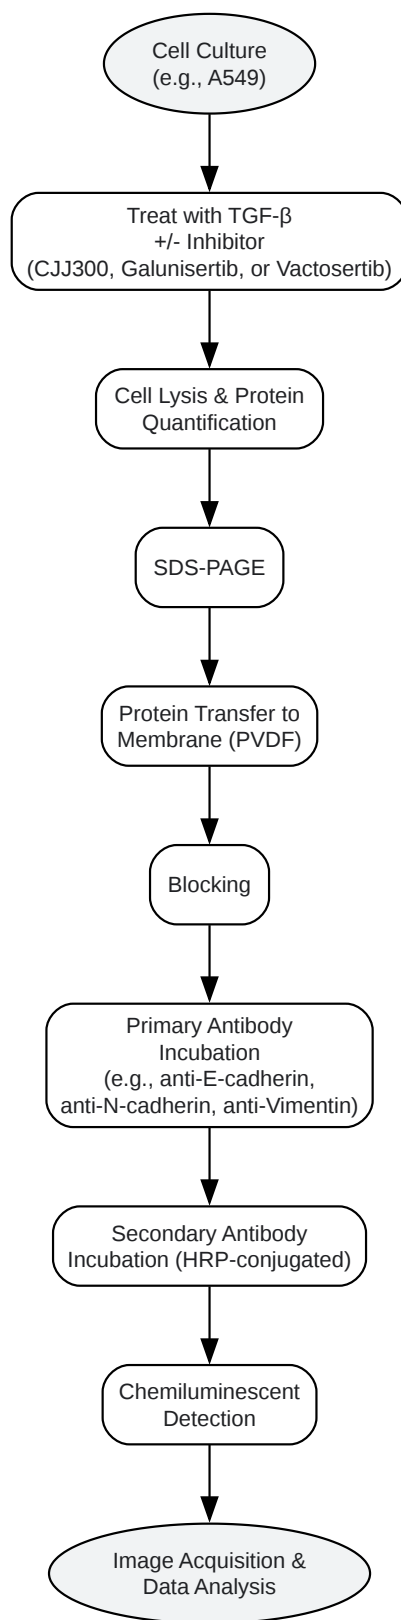 Cell Culture
(e.g., A549)
Treat with TGF-β
+/- Inhibitor
(CJJ300, Galunisertib, or Vactosertib)
Cell Lysis & Protein
Quantification
SDS-PAGE
Protein Transfer to
Membrane (PVDF)
Blocking
Primary Antibody
Incubation
(e.g., anti-E-cadherin,
anti-N-cadherin, anti-Vimentin)
Secondary Antibody
Incubation (HRP-conjugated)
Chemiluminescent
Detection
Image Acquisition &
Data Analysis